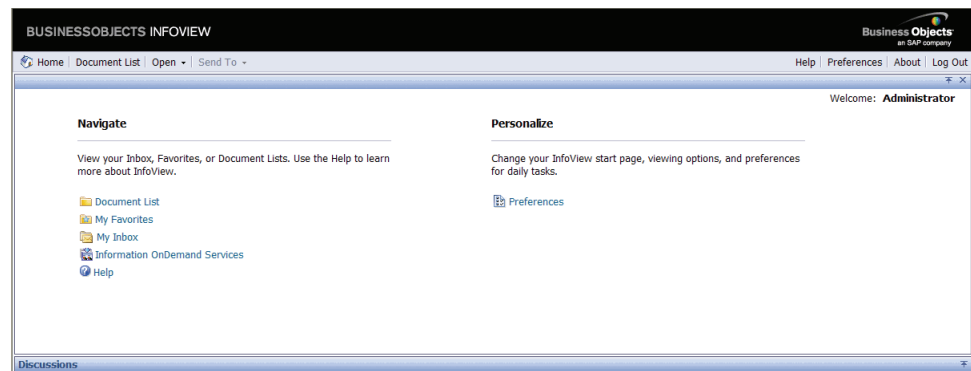 BUSINESSOBJECTS INFOVIEW
Business Objects
an SAP company
Home Document List Open Send To Help Preferences About Log Out
Welcome: Administrator
Navigate
View your Inbox, Favorites, or Document Lists. Use the Help to learn
more about InfoView.
Document List
My Favorites
My Inbox
Information OnDemand Services
Help
Personalize
Change your InfoView start page, viewing options, and preferences
for daily tasks.
Preferences
Discussions